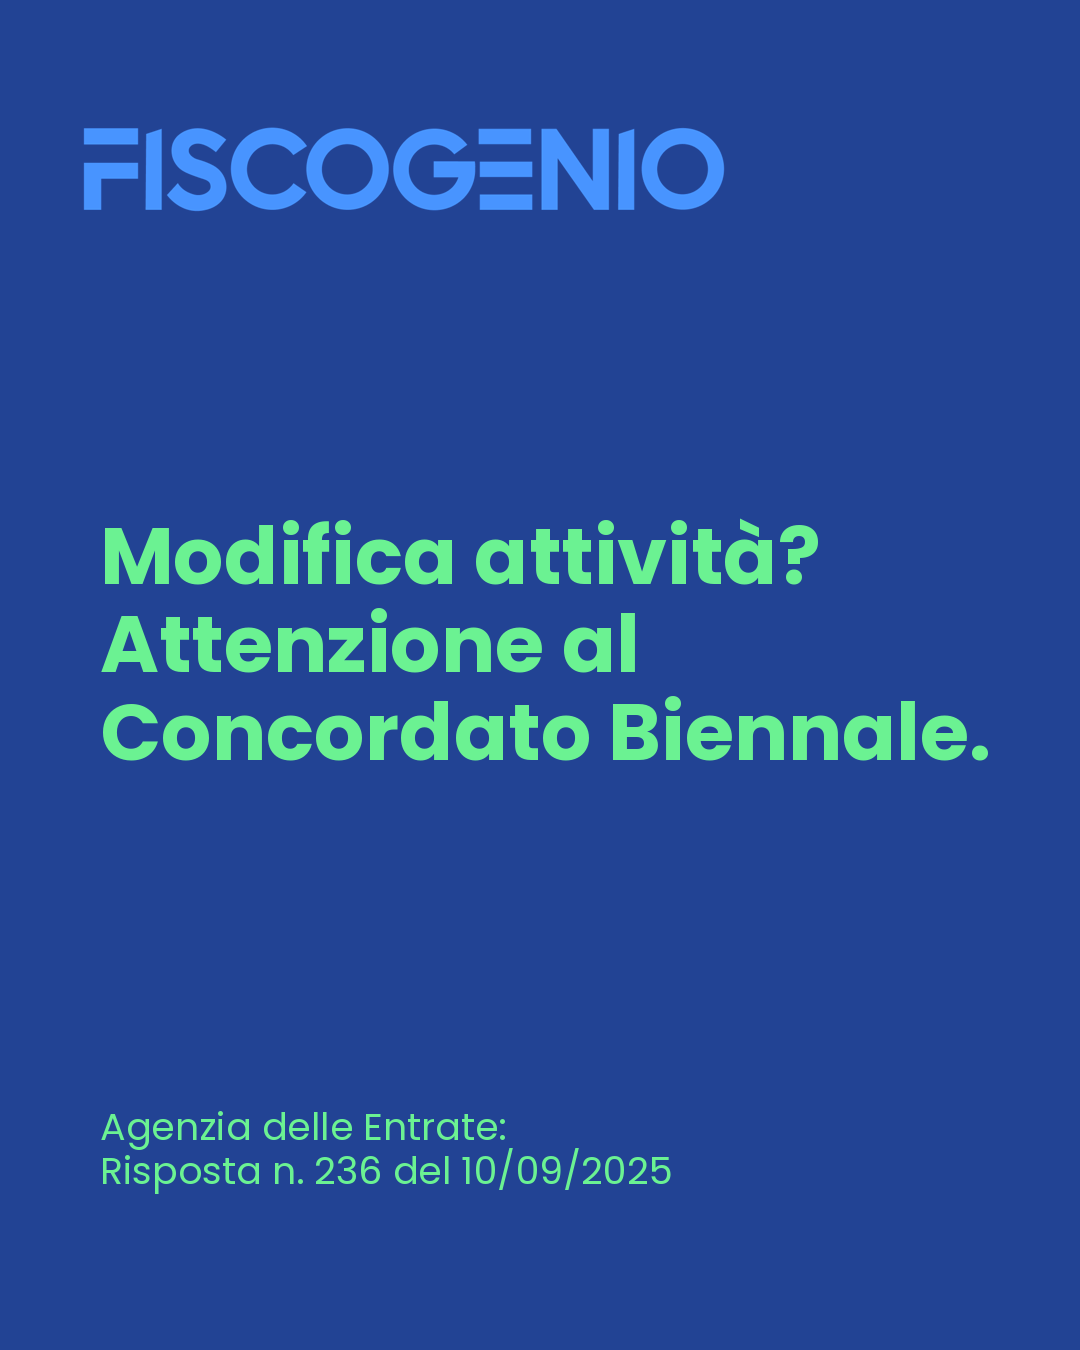 FISCOGENIO
Modifica attività?
Attenzione al
Concordato Biennale.
Agenzia delle Entrate:
Risposta n. 236 del 10/09/2025